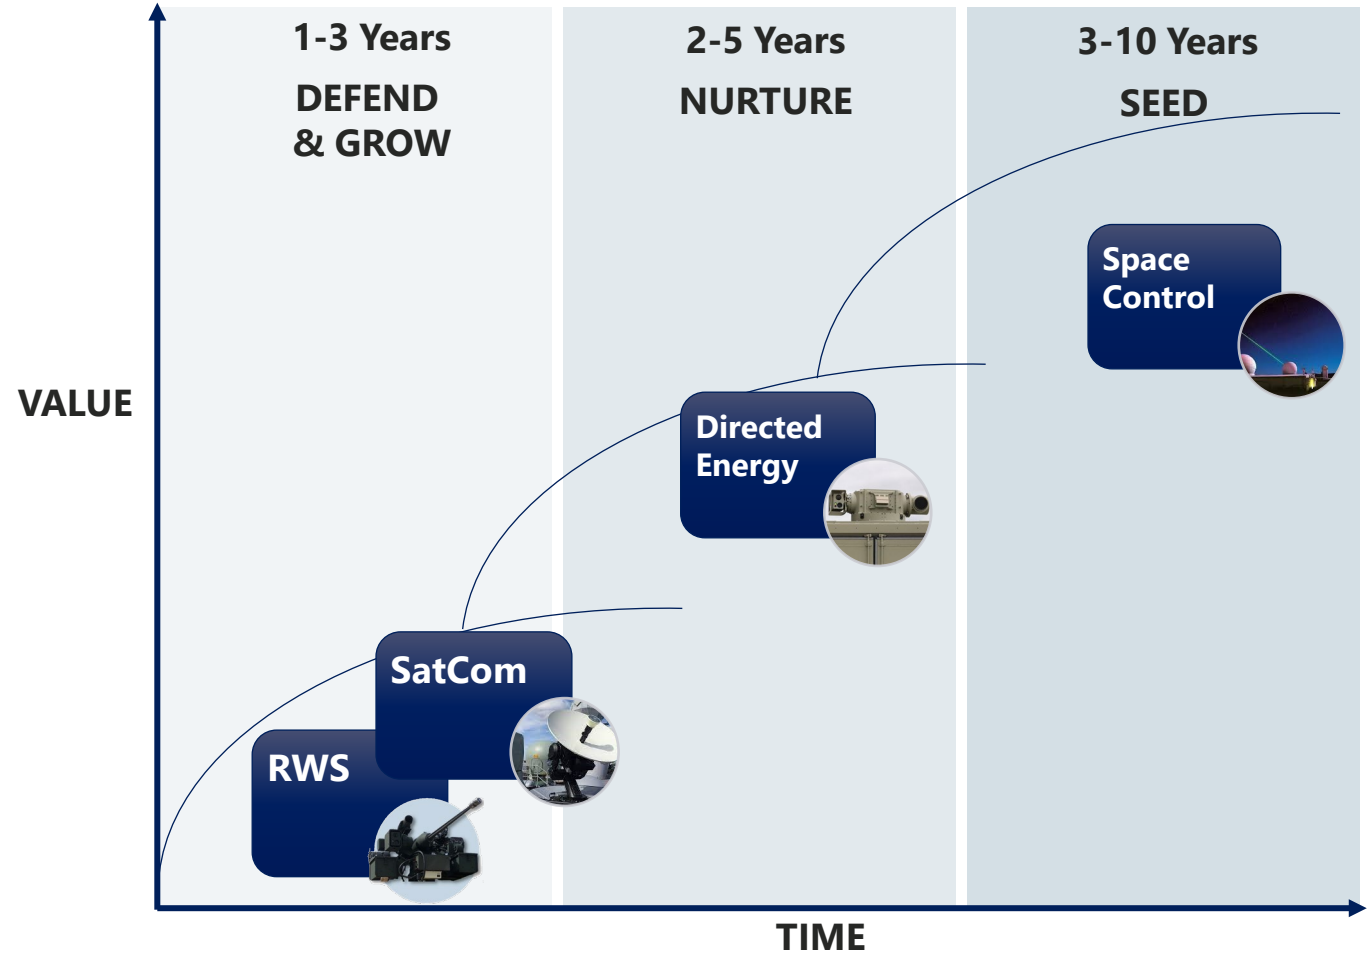 1-3 Years
DEFEND
& GROW
2-5 Years
NURTURE
3-10 Years
SEED
VALUE
Space
Control
Directed
Energy
SatCom
RWS
TIME